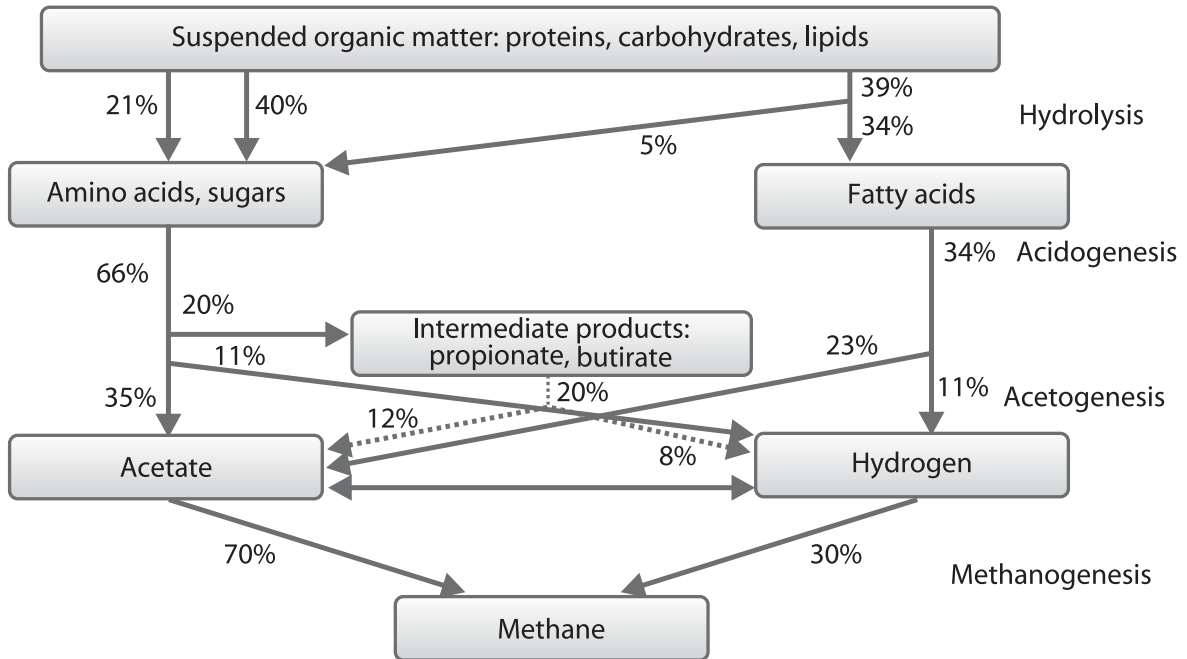 Suspended organic matter: proteins, carbohydrates, lipids
21%
40%
39%
34%
5%
Hydrolysis
Amino acids, sugars
Fatty acids
66%
34%
Acidogenesis
20%
Intermediate products:
propionate, butirate
11%
23%
35%
12%
20%
11%
Acetogenesis
8%
Acetate
Hydrogen
70%
30%
Methanogenesis
Methane